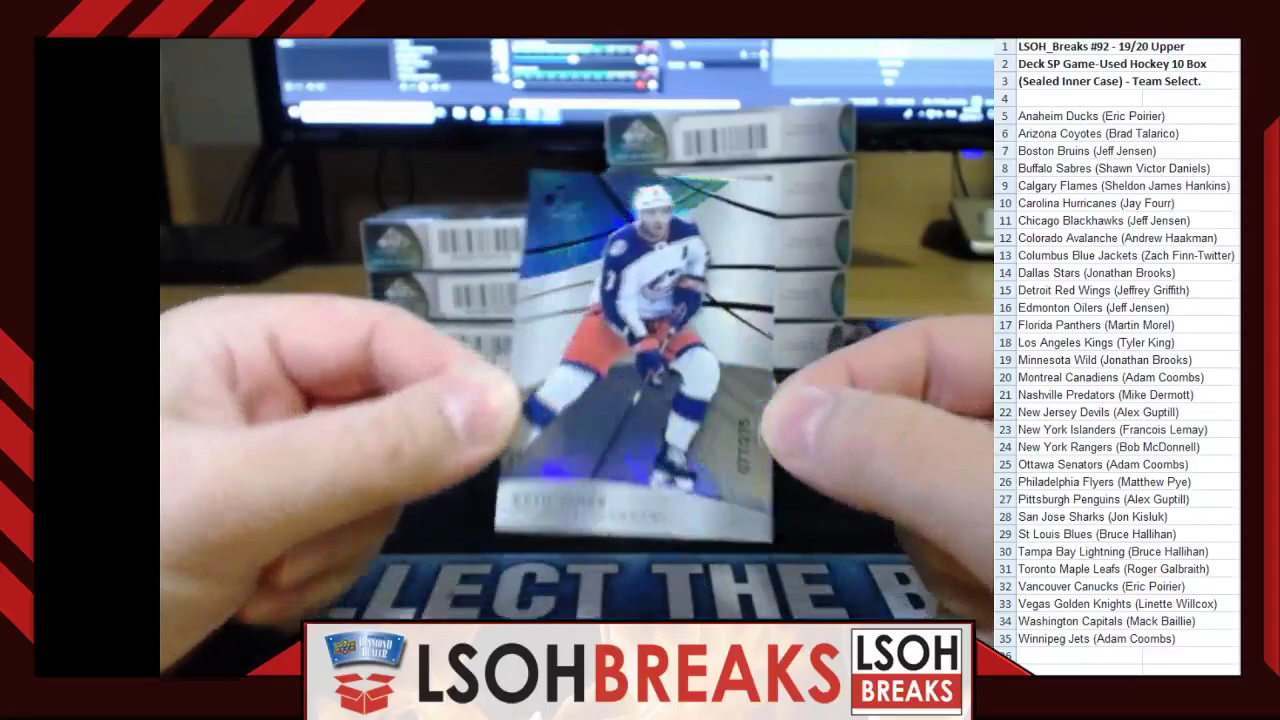 1 LSOH_Breaks #92 - 19/20 Upper
2 Deck SP Game-Used Hockey 10 Box
3 (Sealed Inner Case) - Team Select.
4
5 Anaheim Ducks (Eric Poirier)
6 Arizona Coyotes (Brad Talarico)
7 Boston Bruins (Jeff Jensen)
8 Buffalo Sabres (Shawn Victor Daniels)
9 Calgary Flames (Sheldon James Hankins)
10 Carolina Hurricanes (Jay Fourr)
11 Chicago Blackhawks (Jeff Jensen)
12 Colorado Avalanche (Andrew Haakman)
13 Columbus Blue Jackets (Zach Finn-Twitter)
14 Dallas Stars (Jonathan Brooks)
15 Detroit Red Wings (Jeffrey Griffith)
16 Edmonton Oilers (Jeff Jensen)
17 Florida Panthers (Martin Morel)
18 Los Angeles Kings (Tyler King)
19 Minnesota Wild (Jonathan Brooks)
20 Montreal Canadiens (Adam Coombs)
21 Nashville Predators (Mike Dermott)
22 New Jersey Devils (Alex Guptill)
23 New York Islanders (Francois Lemay)
24 New York Rangers (Bob McDonnell)
25 Ottawa Senators (Adam Coombs)
26 Philadelphia Flyers (Matthew Pye)
27 Pittsburgh Penguins (Alex Guptill)
28 San Jose Sharks (Jon Kisluk)
29 St Louis Blues (Bruce Hallihan)
30 Tampa Bay Lightning (Bruce Hallihan)
31 Toronto Maple Leafs (Roger Galbraith)
32 Vancouver Canucks (Eric Poirier)
33 Vegas Golden Knights (Linette Willcox)
34 Washington Capitals (Mack Baillie)
35 Winnipeg Jets (Adam Coombs)
LLECT THE B
DIAMOND DEALER
LSOHBREAKS
LSOH
BREAKS